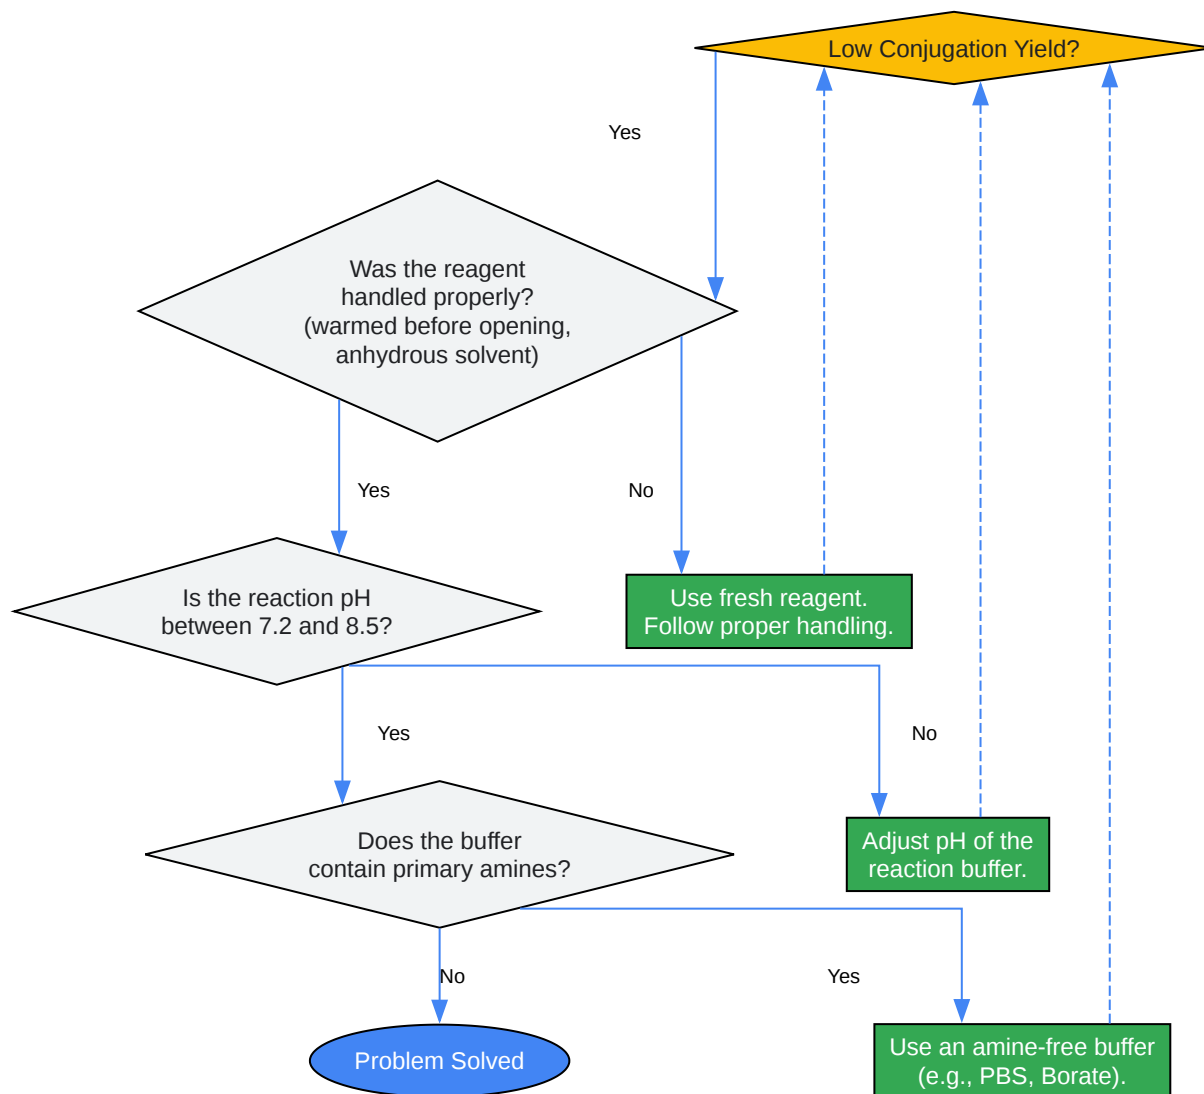 Low Conjugation Yield?
Yes
Was the reagent
handled properly?
(warmed before opening,
anhydrous solvent)
Yes
No
Is the reaction pH
between 7.2 and 8.5?
Use fresh reagent.
Follow proper handling.
Yes
No
Does the buffer
contain primary amines?
Adjust pH of the
reaction buffer.
No
Yes
Problem Solved
Use an amine-free buffer
(e.g., PBS, Borate).